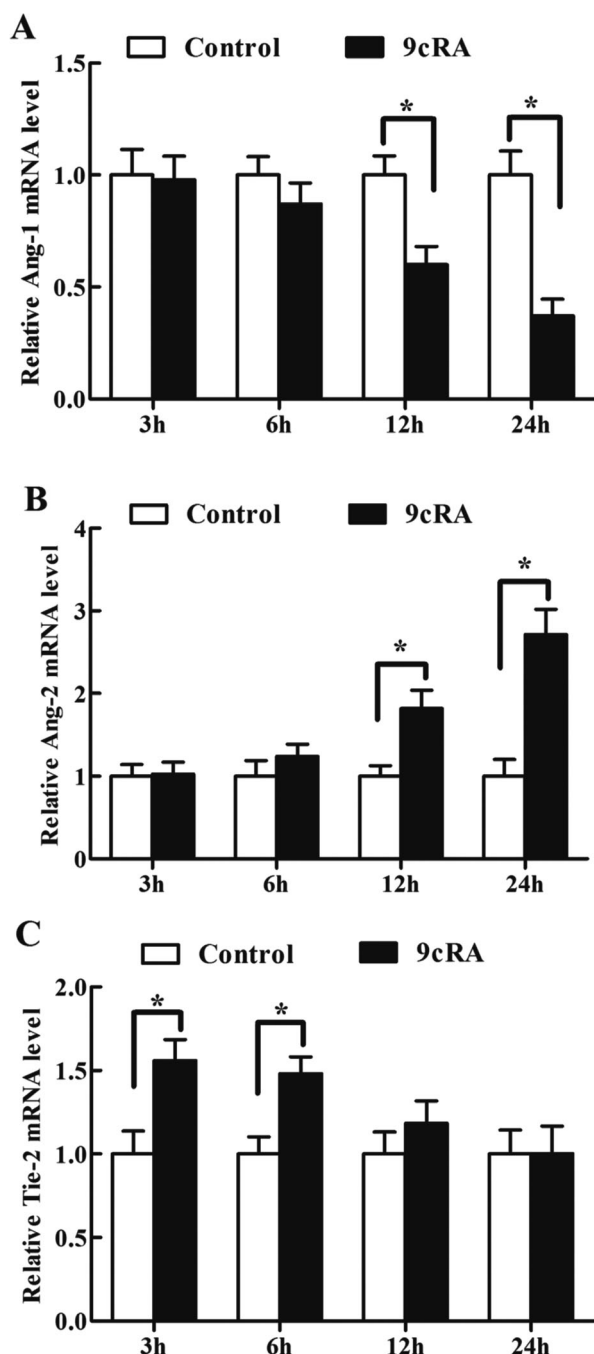 A
Control 9cRA
Relative Ang-1 mRNA level
1.5
1.0
0.5
0.0
* *
3h 6h 12h 24h
B
Control 9cRA
Relative Ang-2 mRNA level
4
3
2
1
0
* *
3h 6h 12h 24h
C
Control 9cRA
Relative Tie-2 mRNA level
2.0
1.5
1.0
0.5
0.0
* *
3h 6h 12h 24h